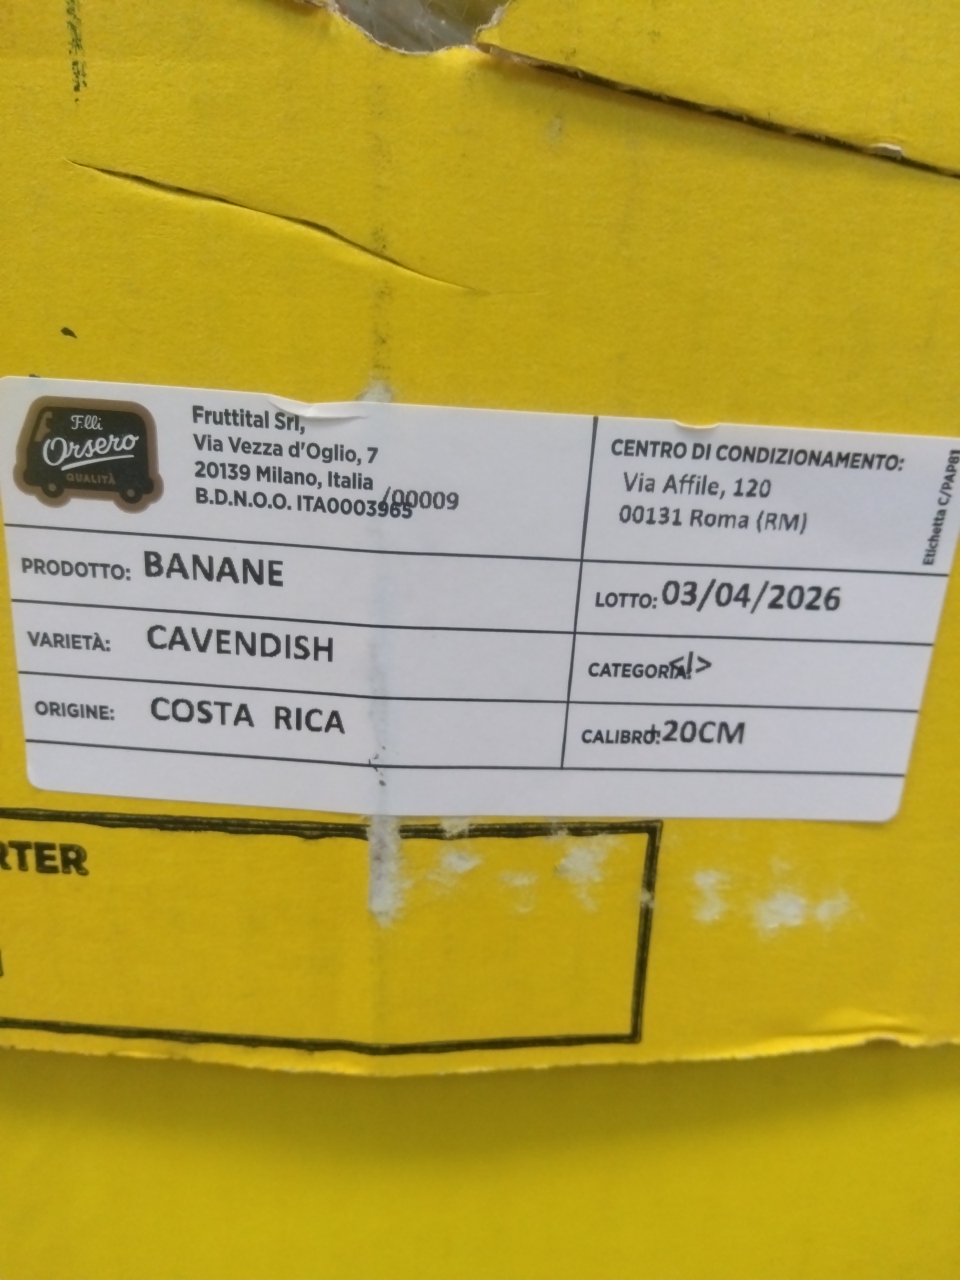 F.lli
Orsero
QUALITÀ
Fruttital Srl,
Via Vezza d'Oglio, 7
20139 Milano, Italia
B.D.N.O.O. ITA0003965 /00009
CENTRO DI CONDIZIONAMENTO:
Via Affile, 120
00131 Roma (RM)
Etichetta C/PAP81
PRODOTTO: BANANE
LOTTO: 03/04/2026
VARIETÀ: CAVENDISH
CATEGORIA: <I>
ORIGINE: COSTA RICA
CALIBRO: +20CM
RTER